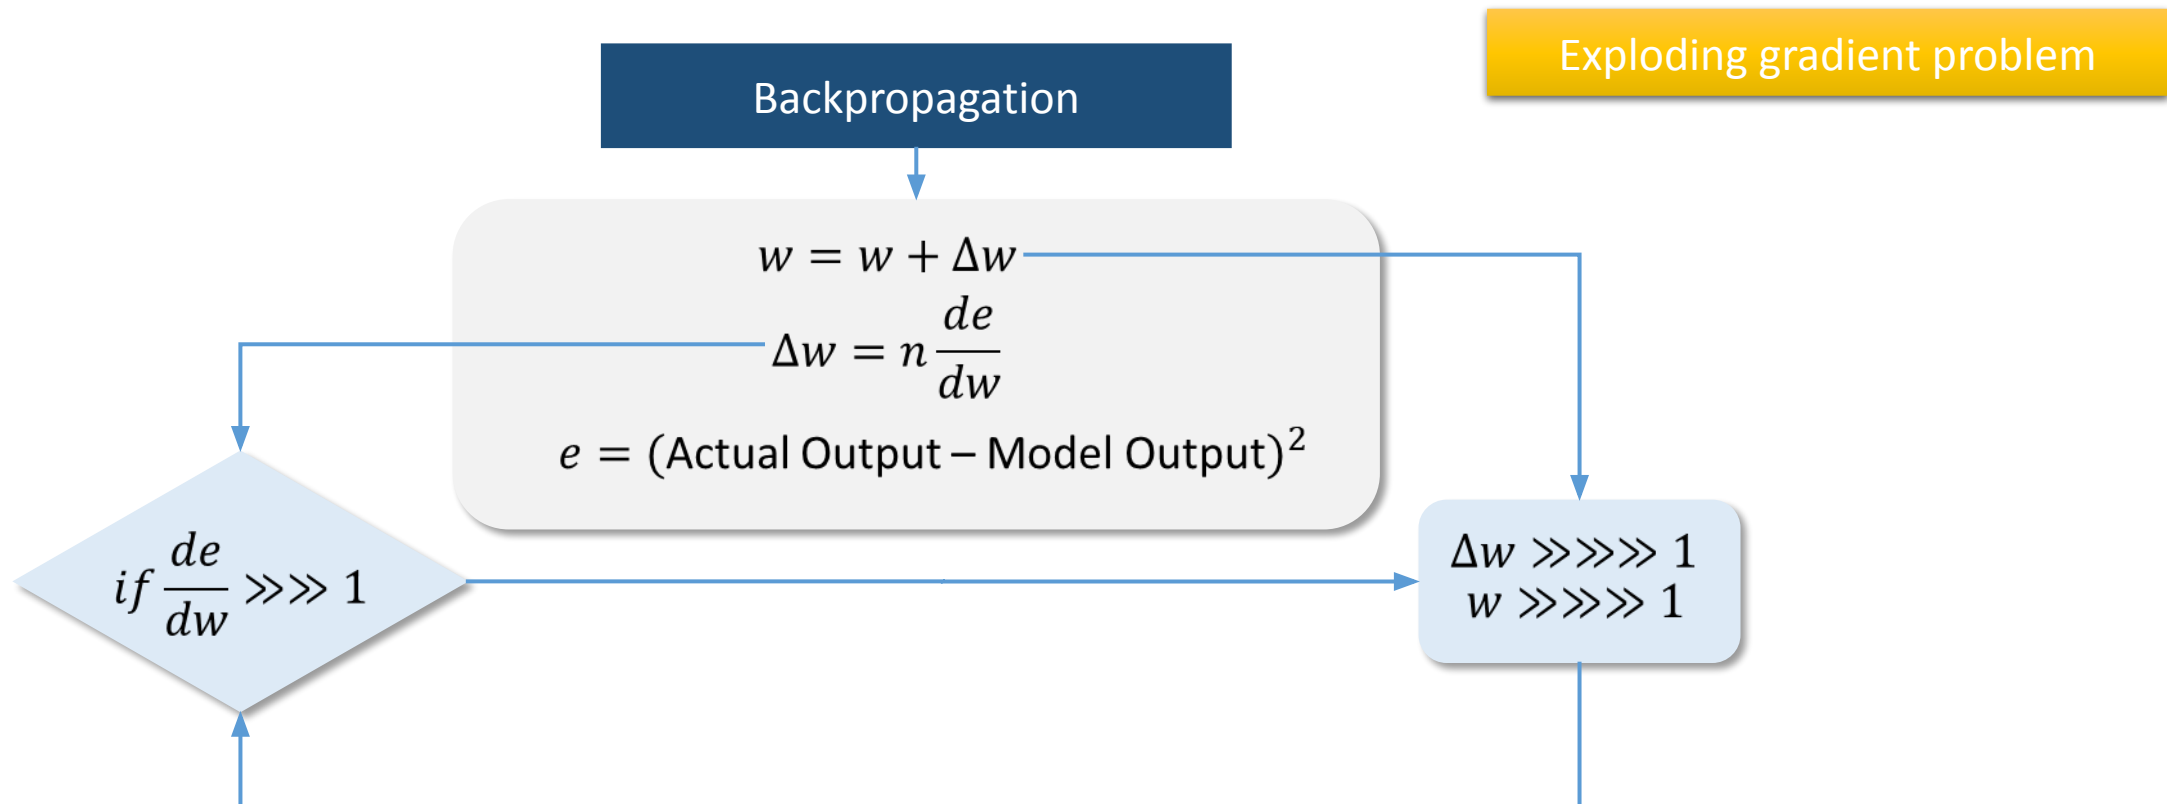 Exploding gradient problem
Backpropagation
w = w + Δw
Δw = n de/dw
e = (Actual Output – Model Output)²
if de/dw ⋙⋙ 1
Δw ⋙⋙⋙⋙ 1
w ⋙⋙⋙⋙ 1